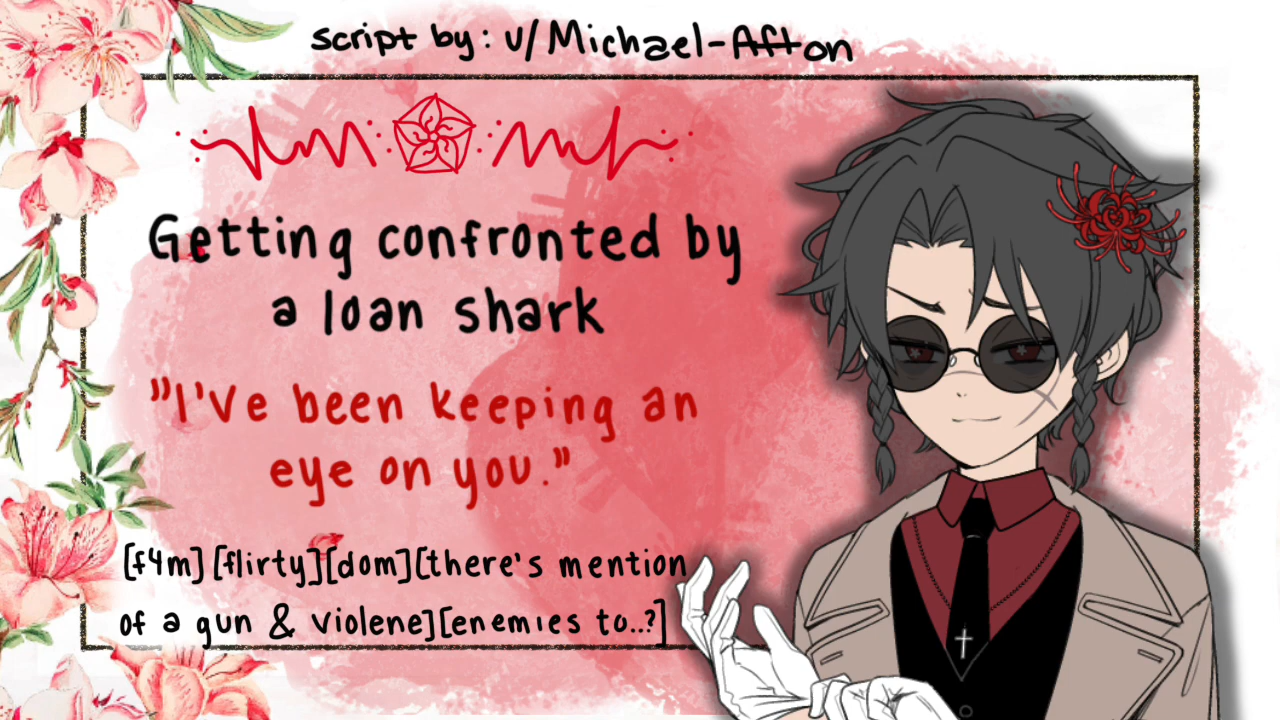 script by: u/Michael-Afton
Getting confronted by
a loan shark
"I've been keeping an
eye on you."
[f4m][flirty][dom][there's mention
of a gun & violene][enemies to..?]